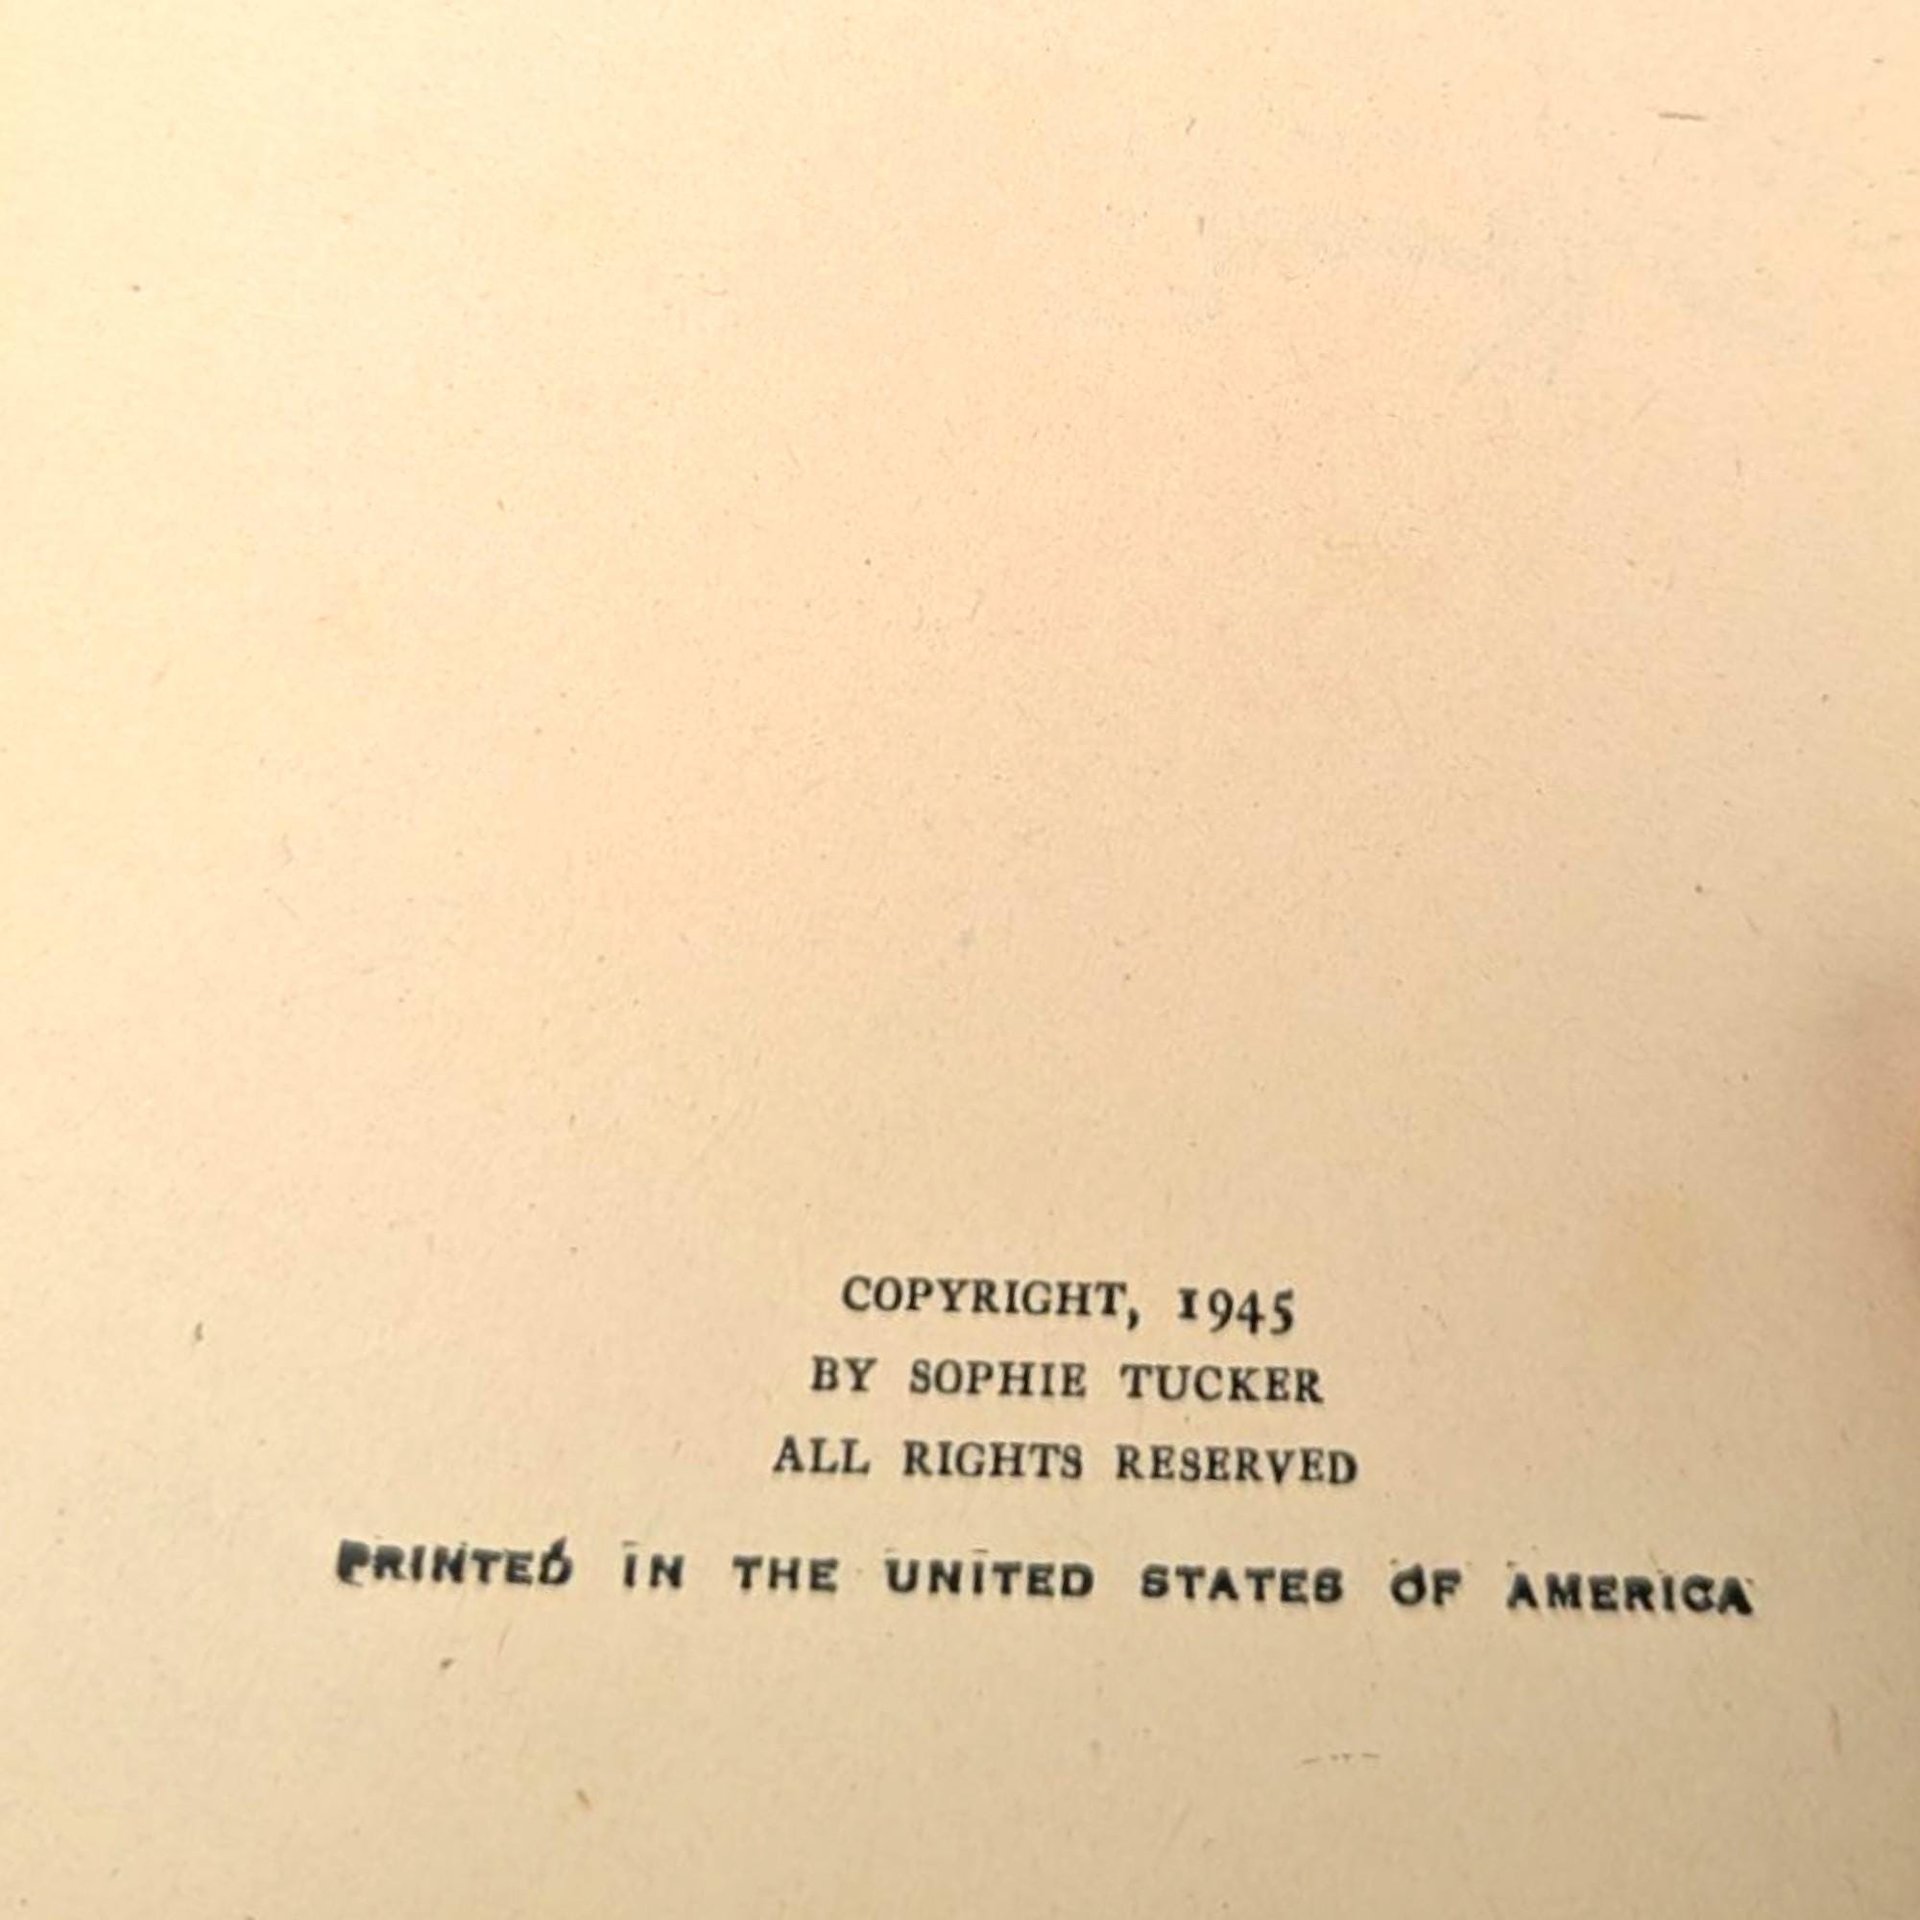 COPYRIGHT, 1945
BY SOPHIE TUCKER
ALL RIGHTS RESERVED
PRINTED IN THE UNITED STATES OF AMERICA